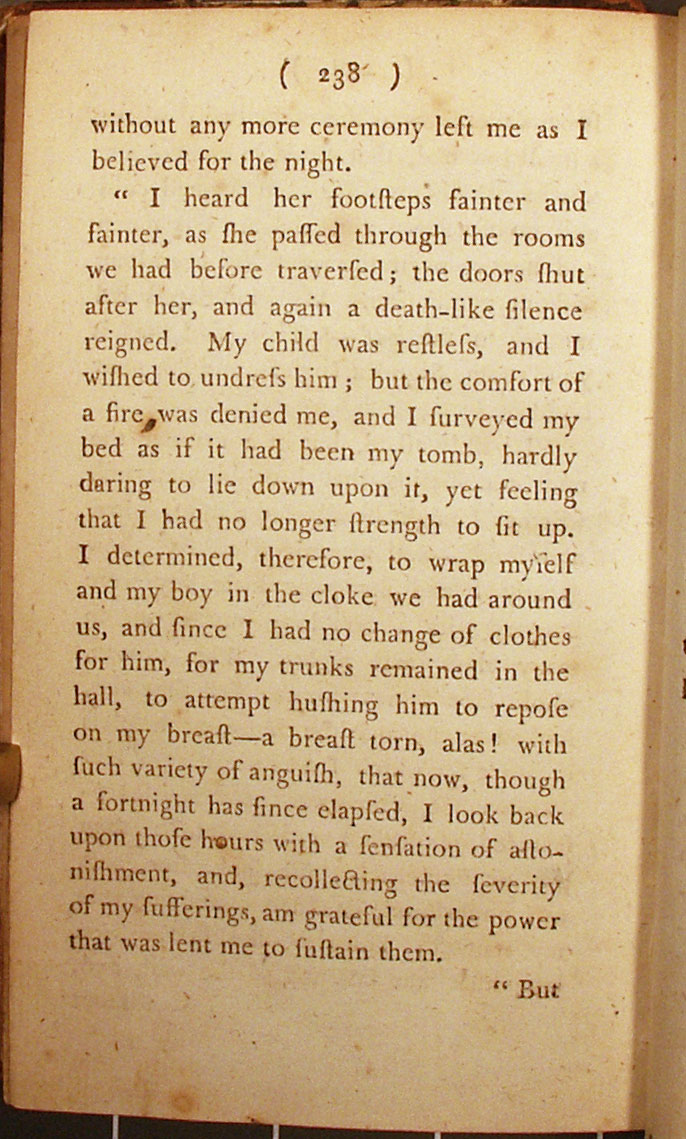 ( 238 )
without any more ceremony left me as I
believed for the night.
“ I heard her footſteps fainter and
fainter, as ſhe paſſed through the rooms
we had before traverſed; the doors ſhut
after her, and again a death-like ſilence
reigned. My child was reſtleſs, and I
wiſhed to undreſs him ; but the comfort of
a fire was denied me, and I ſurveyed my
bed as if it had been my tomb, hardly
daring to lie down upon it, yet feeling
that I had no longer ſtrength to ſit up.
I determined, therefore, to wrap myſelf
and my boy in the cloke we had around
us, and ſince I had no change of clothes
for him, for my trunks remained in the
hall, to attempt huſhing him to repoſe
on my breaſt—a breaſt torn, alas! with
ſuch variety of anguiſh, that now, though
a fortnight has ſince elapſed, I look back
upon thoſe hours with a ſenſation of aſto-
niſhment, and, recollecting the ſeverity
of my ſufferings, am grateful for the power
that was lent me to ſuſtain them.
“ But